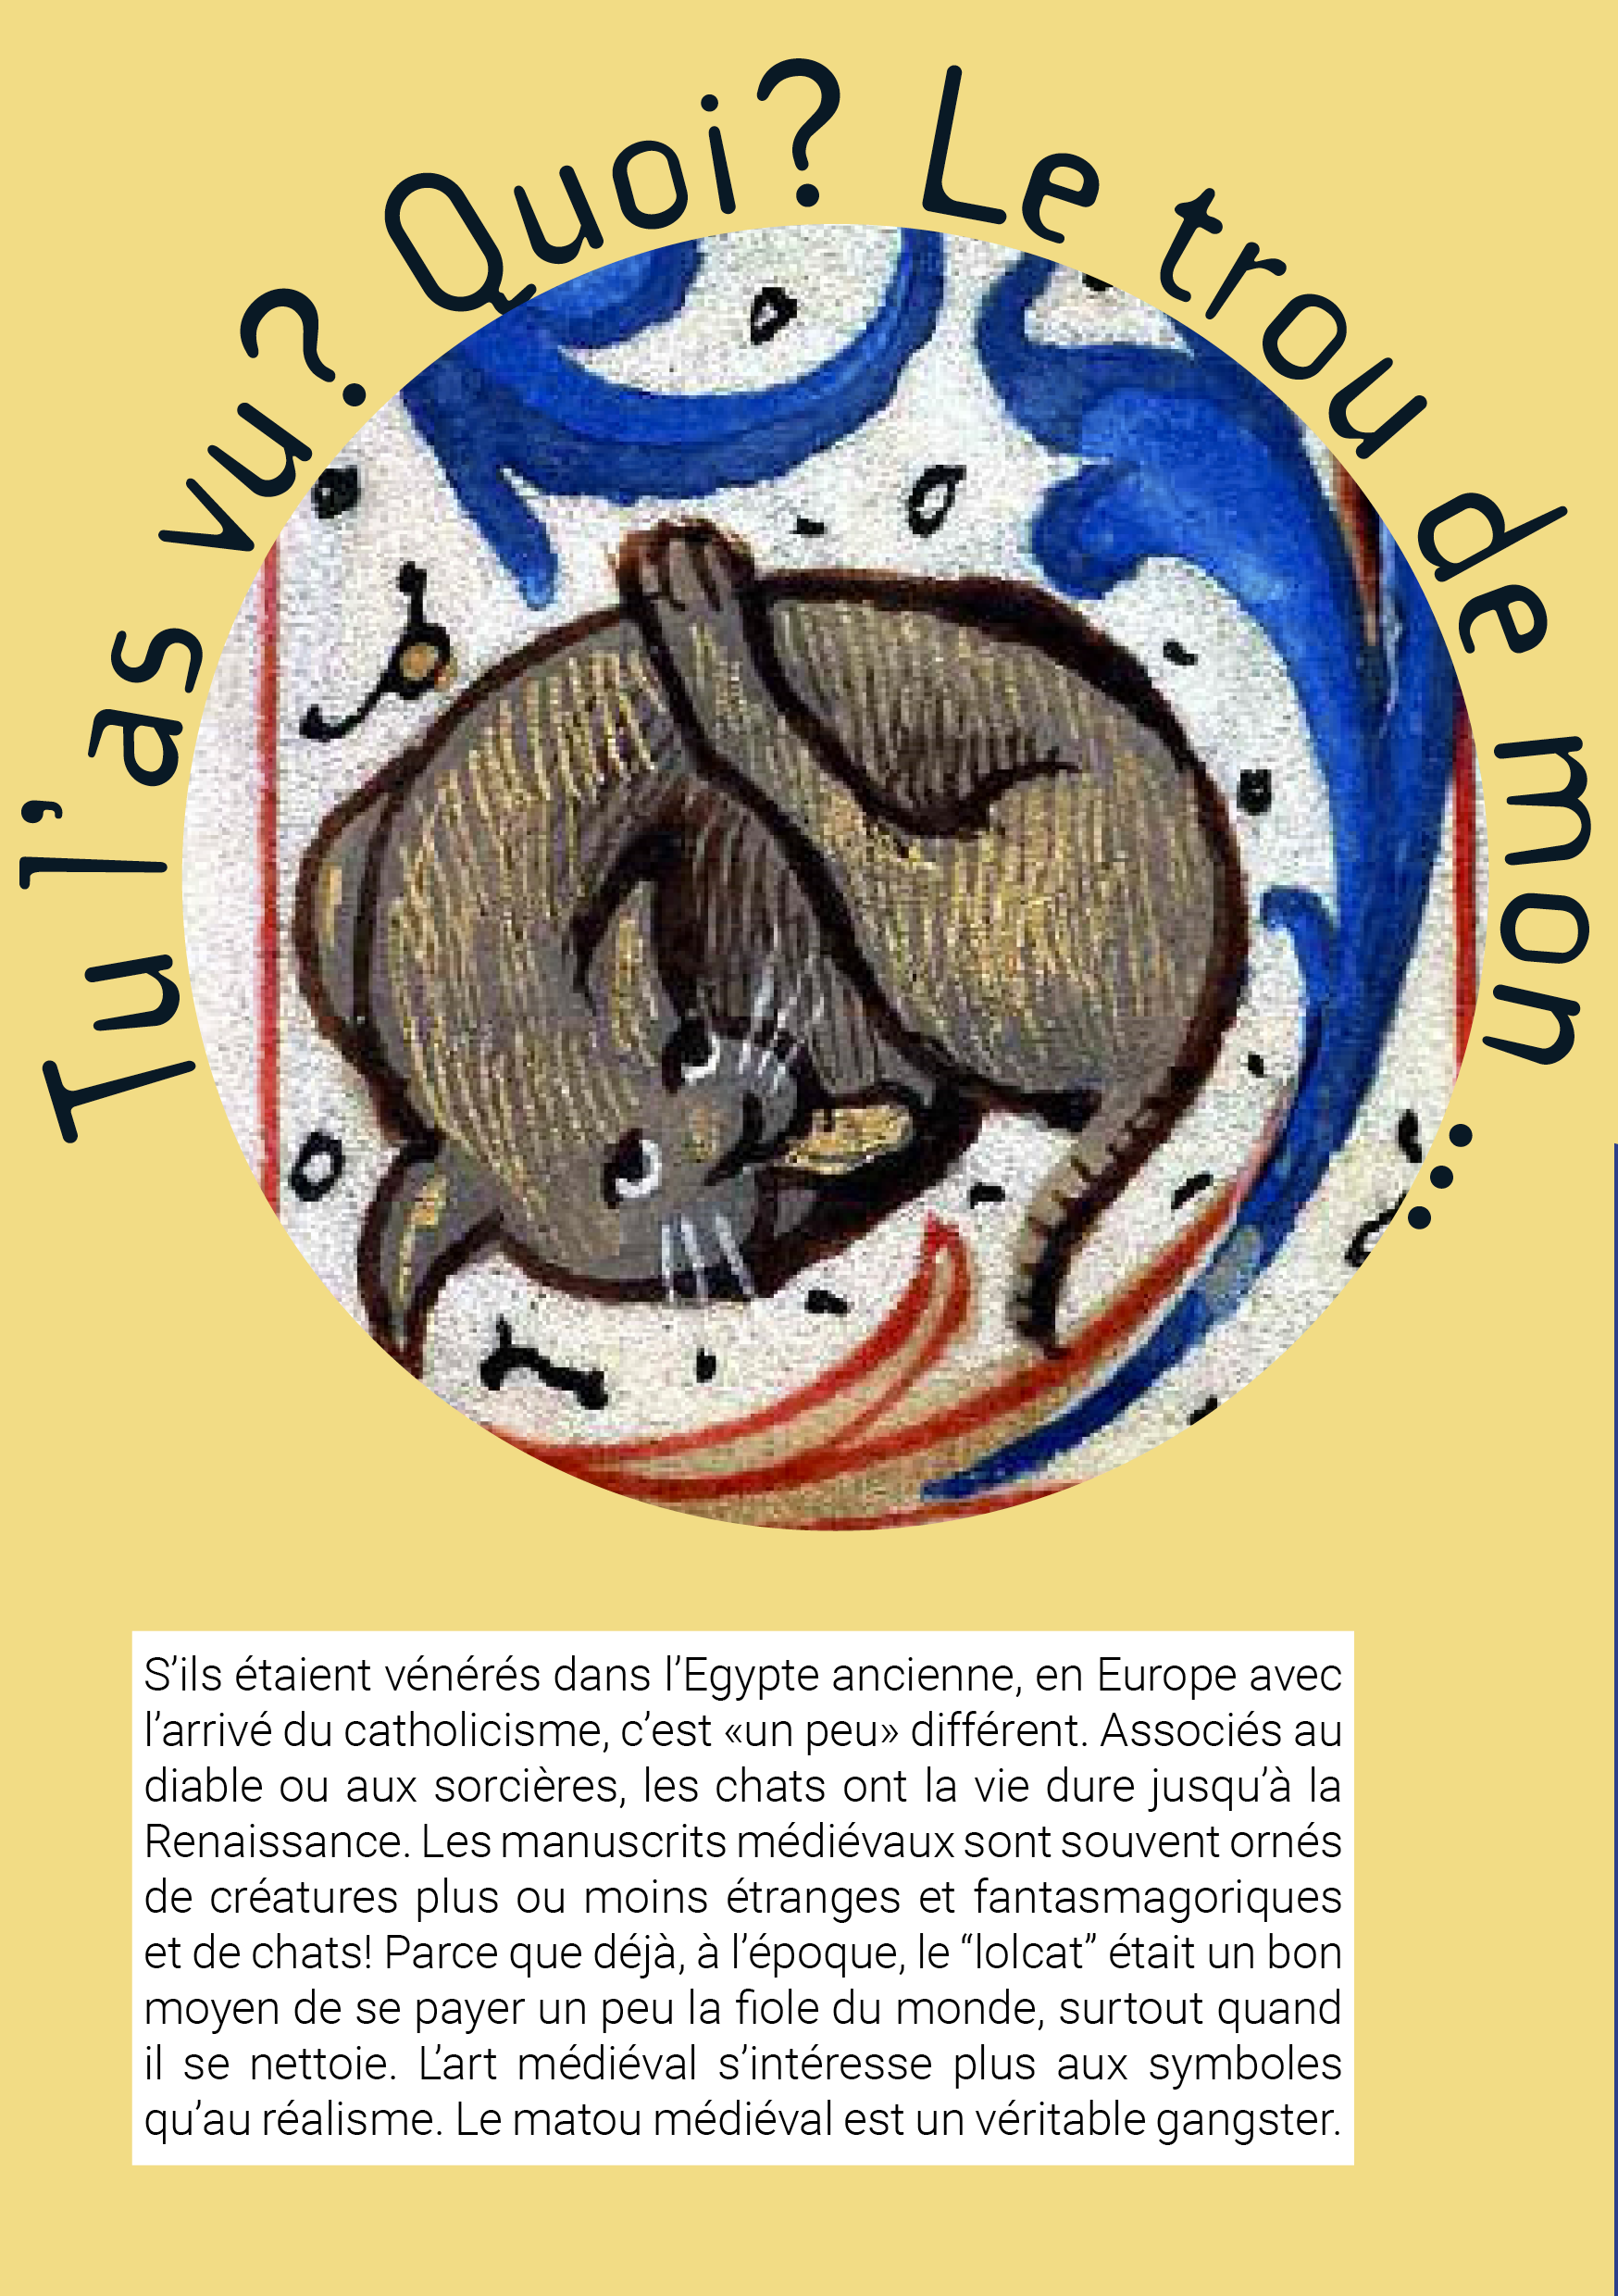 Tu l'as vu? Quoi? Le trou de mon...
S'ils étaient vénérés dans l'Egypte ancienne, en Europe avec
l'arrivé du catholicisme, c'est «un peu» différent. Associés au
diable ou aux sorcières, les chats ont la vie dure jusqu'à la
Renaissance. Les manuscrits médiévaux sont souvent ornés
de créatures plus ou moins étranges et fantasmagoriques
et de chats! Parce que déjà, à l'époque, le “lolcat” était un bon
moyen de se payer un peu la fiole du monde, surtout quand
il se nettoie. L'art médiéval s'intéresse plus aux symboles
qu'au réalisme. Le matou médiéval est un véritable gangster.